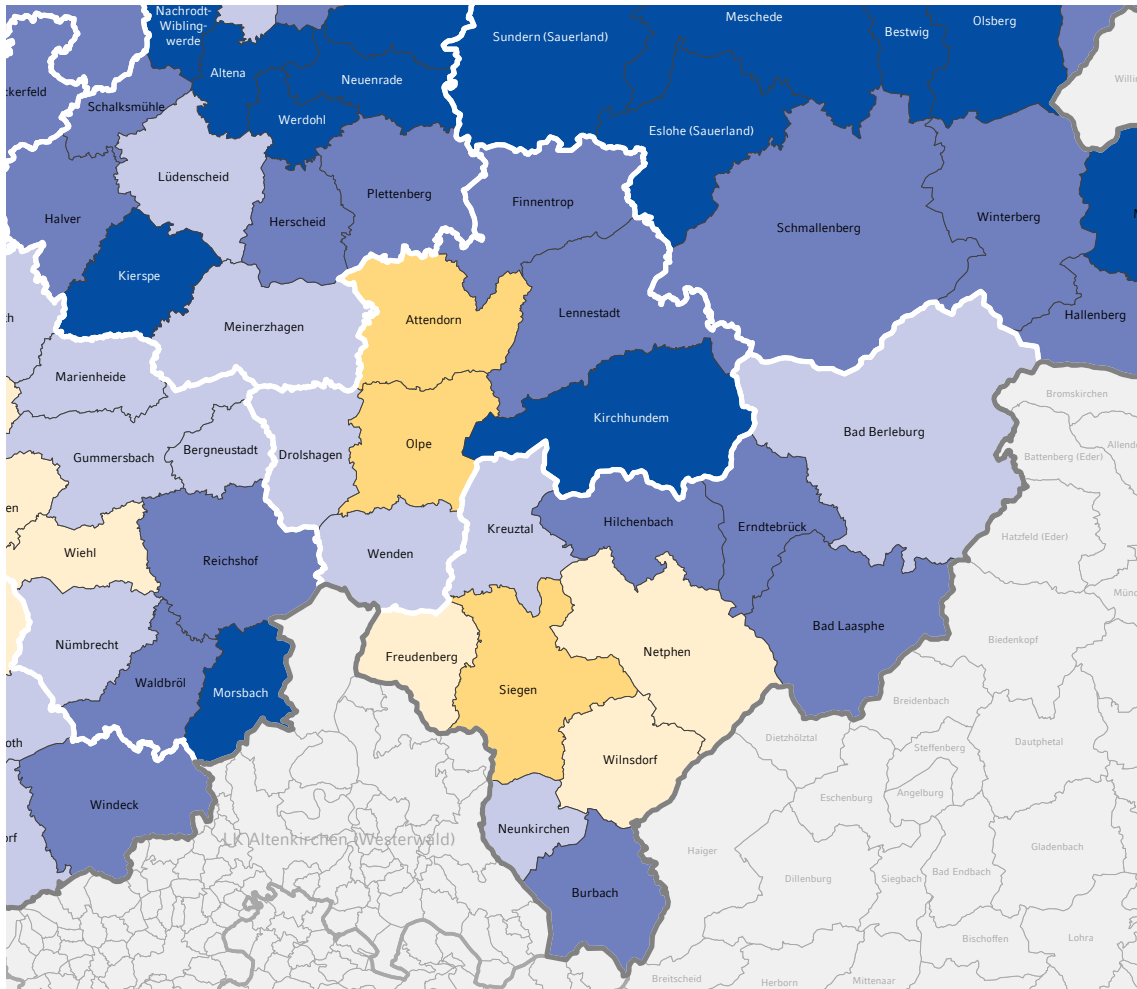 Nachrodt-
Wibling-
werde
Meschede
Olsberg
Sundern (Sauerland)
Bestwig
Altena
Neuenrade
ckerfeld
Schalksmühle
Werdohl
Eslohe (Sauerland)
Lüdenscheid
Plettenberg
Finnentrop
Halver
Herscheid
Schmallenberg
Winterberg
Kierspe
Lennestadt
Hallenberg
Attendorn
Meinerzhagen
Marienheide
Bromskirchen
Kirchhundem
Bad Berleburg
Olpe
Bergneustadt
Drolshagen
Gummersbach
Battenberg (Eder)
en
Hilchenbach
Erndtebrück
Kreuztal
Hatzfeld (Eder)
Wiehl
Reichshof
Wenden
Bad Laasphe
Biedenkopf
Nümbrecht
Netphen
Freudenberg
Waldbröl
Morsbach
Siegen
Breidenbach
oth
Dietzhölztal
Steffenberg
Dautphetal
Wilnsdorf
Angelburg
Eschenburg
Windeck
Neunkirchen
LK Altenkirchen (Westerwald)
orf
Haiger
Gladenbach
Dillenburg
Siegbach
Bad Endbach
Burbach
Bischoffen
Lohra
Breitscheid
Herborn
Mittenaar